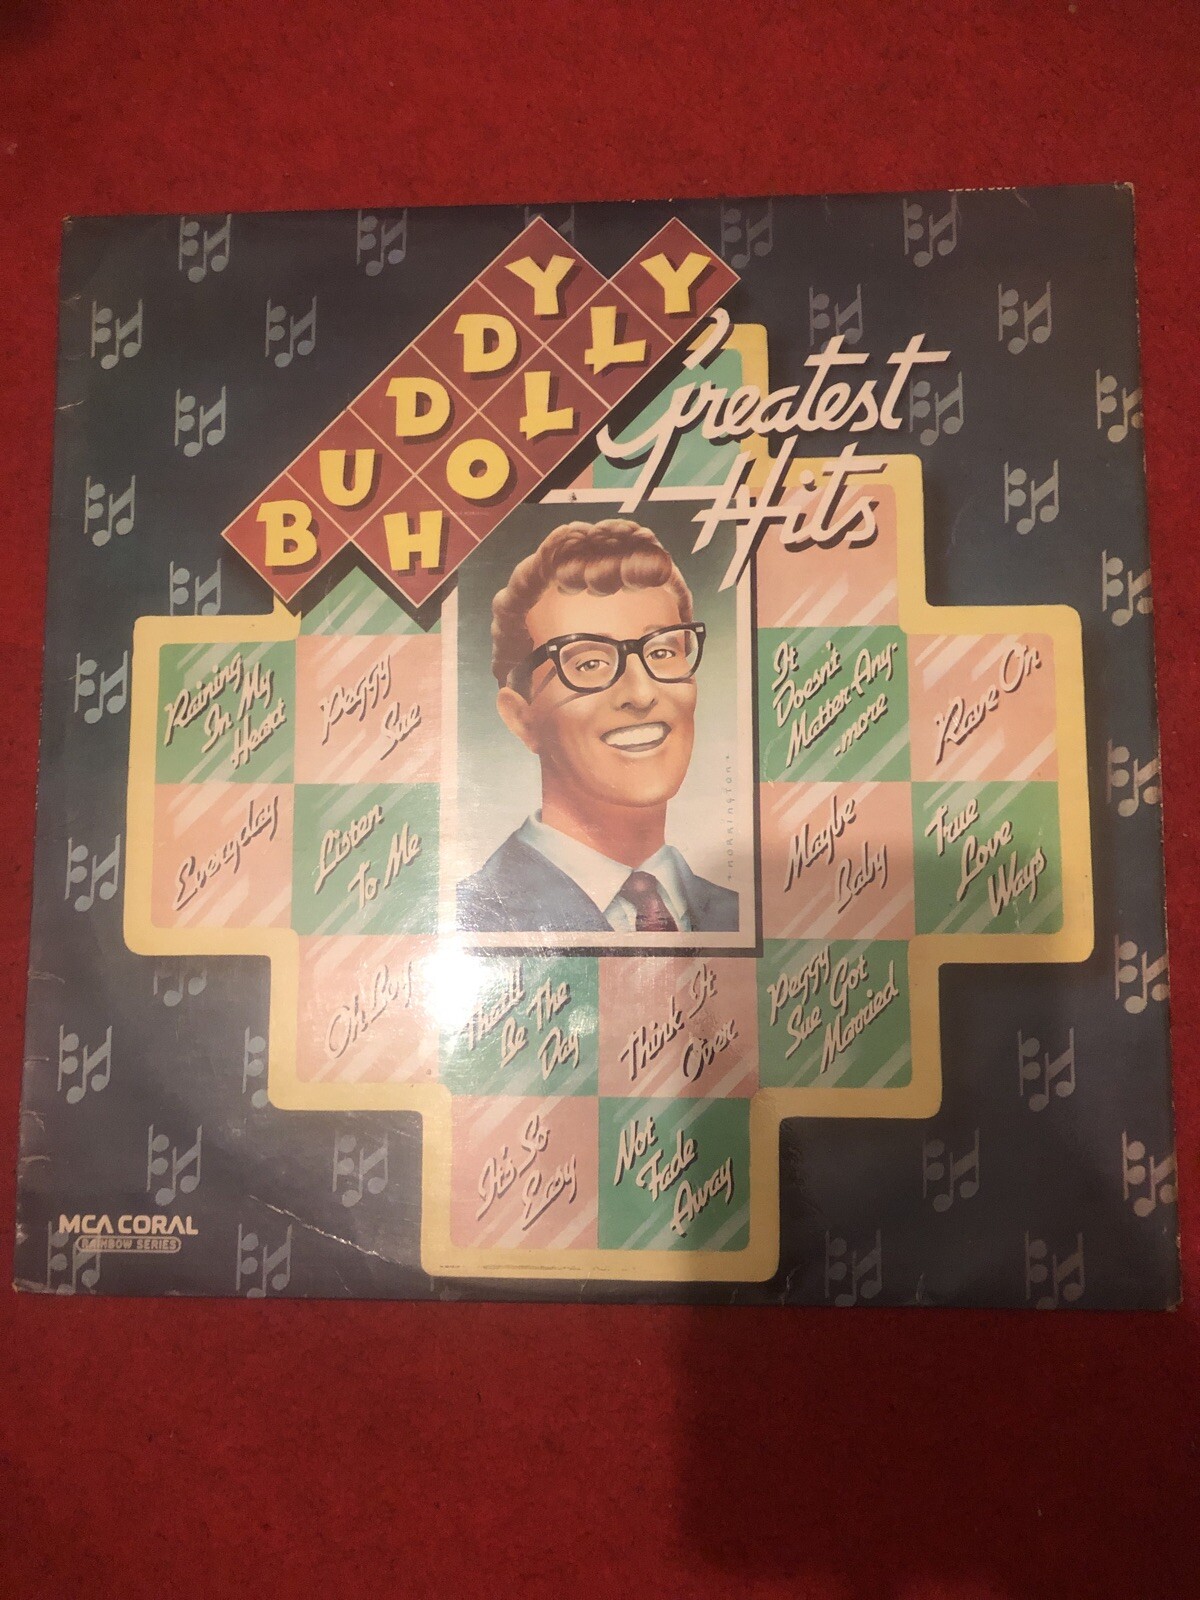 BUDDY
HOLLY
Greatest
Hits
Raining
In My
Heart
Peggy
Sue
It
Doesn't
Matter Any-
-more
Rave On
Everyday
Listen
To Me
Maybe
Baby
True
Love
Ways
Oh Boy
That'll
Be The
Day
Think It
Over
Peggy
Sue Got
Married
It's So
Easy
Not
Fade
Away
MCA CORAL
RAINBOW SERIES